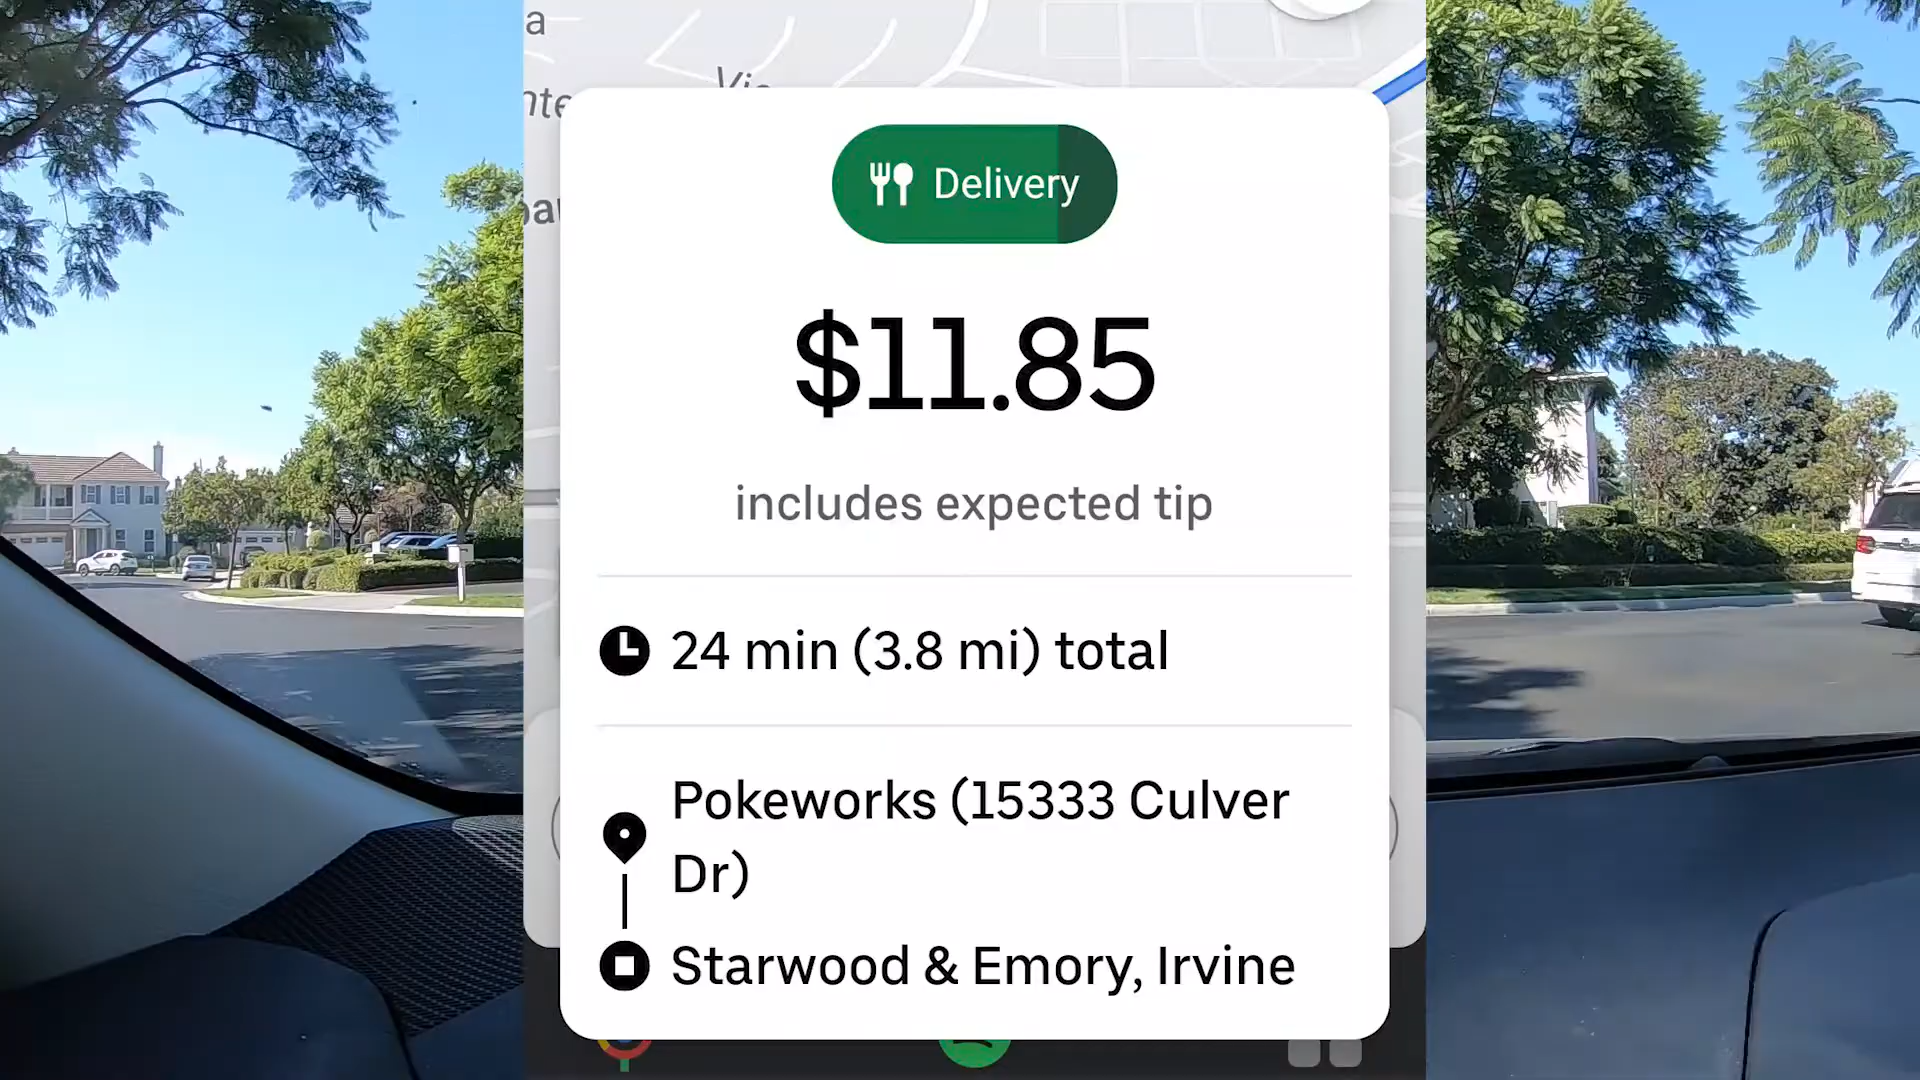 a
Delivery
$11.85
includes expected tip
24 min (3.8 mi) total
Pokeworks (15333 Culver
Dr)
Starwood & Emory, Irvine